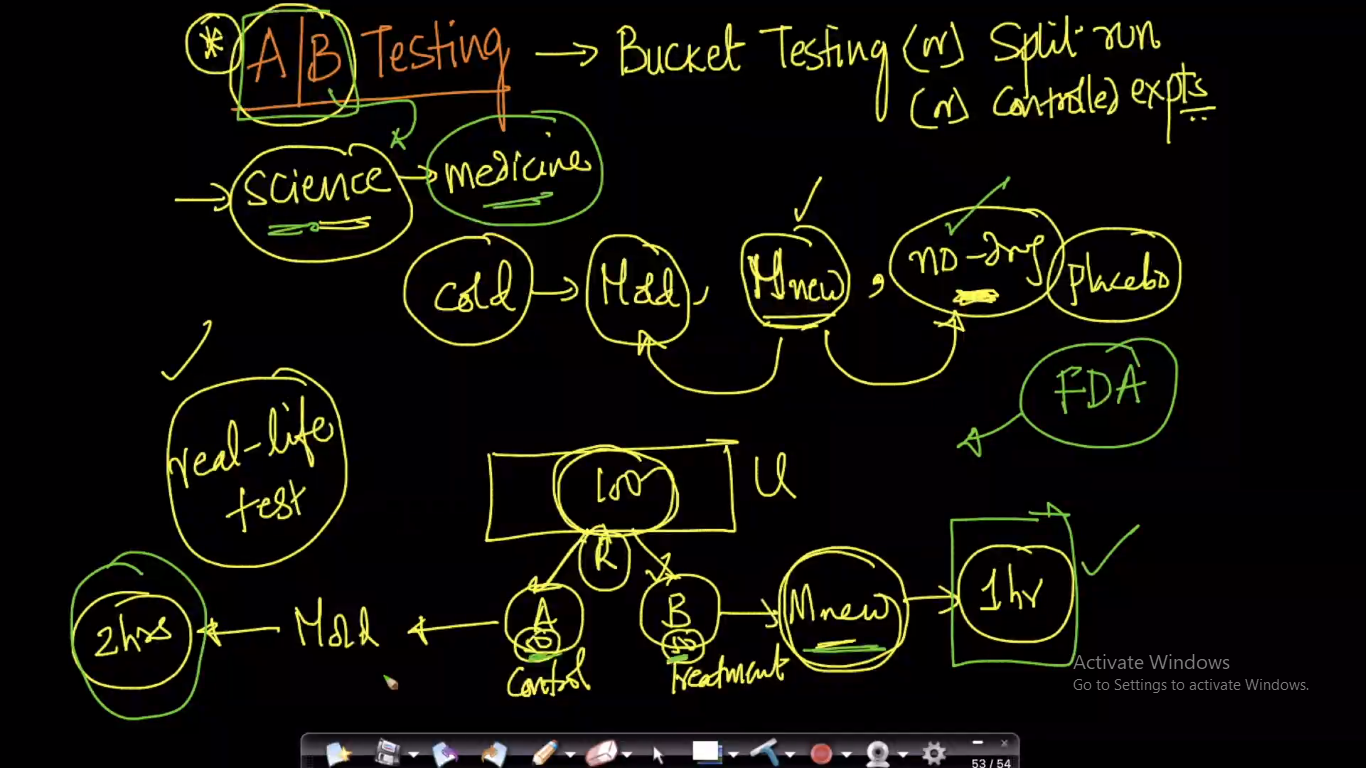 * A|B Testing → Bucket Testing (or) Split-run
(or) Controlled expts
→ science → medicine
cold → Mold, Mnew, no-drug placebo
FDA
real-life
test
100 U
R
2hrs ← Mold ← A B → Mnew → 1hr
control Treatment
Activate Windows
Go to Settings to activate Windows.
53 / 54